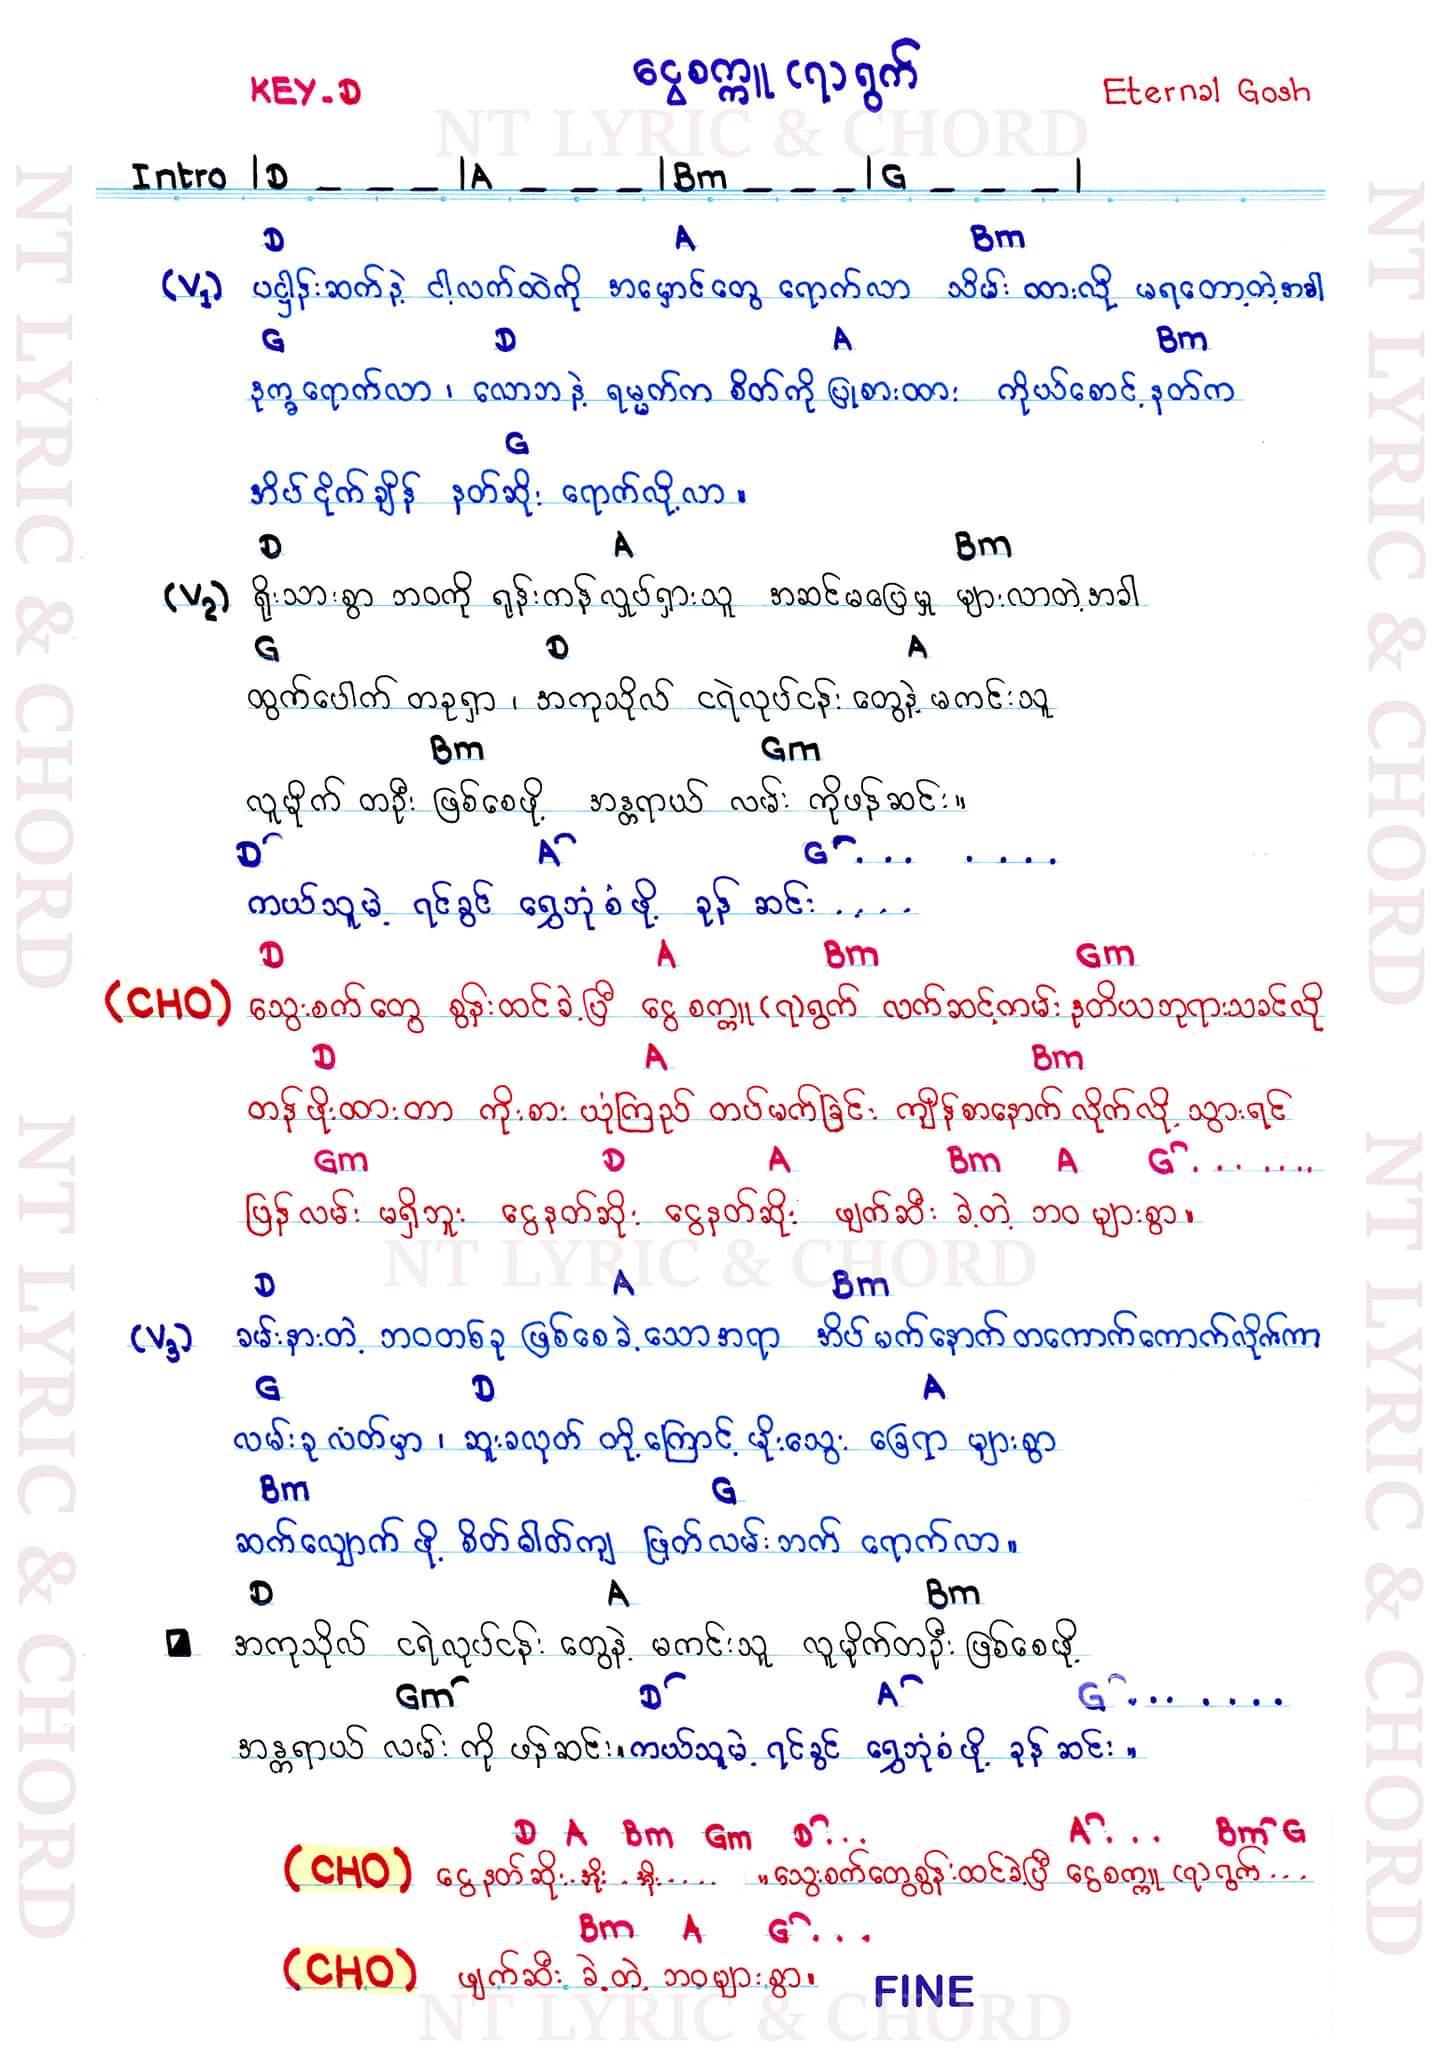 KEY-D
ငွေစက္ကူ (၇) ရွက်
Eternal Gosh
NT LYRIC & CHORD
Intro |D _ _ _ |A _ _ _ |Bm _ _ _ |G _ _ _ |
D A Bm
(V1) ပဋ္ဌာန်းဆက်နဲ့ ငါ့လက်ထဲကို အမှောင်တွေ ရောက်လာ သိမ်းထားလို့ မရတော့တဲ့အခါ
G D A Bm
ဒုက္ခရောက်လာ ၊ လောဘနဲ့ ရမ္မက်က စိတ်ကိုပြုစားထား ကိုယ်စောင့်နတ်က
G
အိပ်ငိုက်ချိန် နတ်ဆိုး ရောက်လို့လာ ။
D A Bm
(V2) ရိုးသားစွာ ဘဝကို ရုန်းကန်လှုပ်ရှားသူ အဆင်မပြေမှု များလာတဲ့အခါ
G D A
ထွက်ပေါက် တခုရှာ ၊ အကုသိုလ် ငရဲလုပ်ငန်း တွေနဲ့ မကင်းသူ
Bm Gm
လူမိုက် တဦး ဖြစ်စေဖို့ အန္တရာယ် လမ်း ကိုဖန်ဆင်း။
D A G ... ....
ကယ်သူမဲ့ ရင်ခွင် ရွှေဘုံစံဖို့ ခုန် ဆင်း ....
D A Bm Gm
(CHO) သွေးစက်တွေ စွန်းထင်ခဲ့ပြီ ငွေစက္ကူ (၇) ရွက် လက်ဆင့်ကမ်း ဒုတိယဘုရားသခင်လို
D A Bm
တန်ဖိုးထားတာ ကိုးစား ယုံကြည် တပ်မက်ခြင်း ကျိန်စာနောက် လိုက်လို့သွားရင်
Gm D A Bm A G ... ....
ပြန်လမ်း မရှိဘူး ငွေနတ်ဆိုး ငွေနတ်ဆိုး ဖျက်ဆီး ခဲ့တဲ့ ဘဝ များစွာ။
NT LYRIC & CHORD
D A Bm
(V3) ခမ်းနားတဲ့ ဘဝတစ်ခု ဖြစ်စေခဲ့သောအရာ အိပ်မက်နောက် တကောက်ကောက်လိုက်ကာ
G D A
လမ်းခုလတ်မှာ ၊ ဆူးခလုတ် တို့ကြောင့် မိုးသွေး ခြေရာ များစွာ
Bm G
ဆက်လျှောက်ဖို့ စိတ်ဓါတ်ကျ ဖြတ်လမ်းဘက် ရောက်လာ။
D A Bm
အကုသိုလ် ငရဲလုပ်ငန်း တွေနဲ့ မကင်းသူ လူမိုက်တဦး ဖြစ်စေဖို့
Gm D A G ... ....
အန္တရာယ် လမ်း ကို ဖန်ဆင်း။ ကယ်သူမဲ့ ရင်ခွင် ရွှေဘုံစံဖို့ ခုန် ဆင်း ။
D A Bm Gm D ... A ... Bm G
(CHO) ငွေနတ်ဆိုး..အိုး..အိုး.... ။ သွေးစက်တွေစွန်းထင်ခဲ့ပြီ ငွေစက္ကူ (၇) ရွက် ...
Bm A G ...
(CHO) ဖျက်ဆီး ခဲ့တဲ့ ဘဝများစွာ။
FINE
NT LYRIC & CHORD
NT LYRIC & CHORD
NT LYRIC & CHORD
NT LYRIC & CHORD
NT LYRIC & CHORD